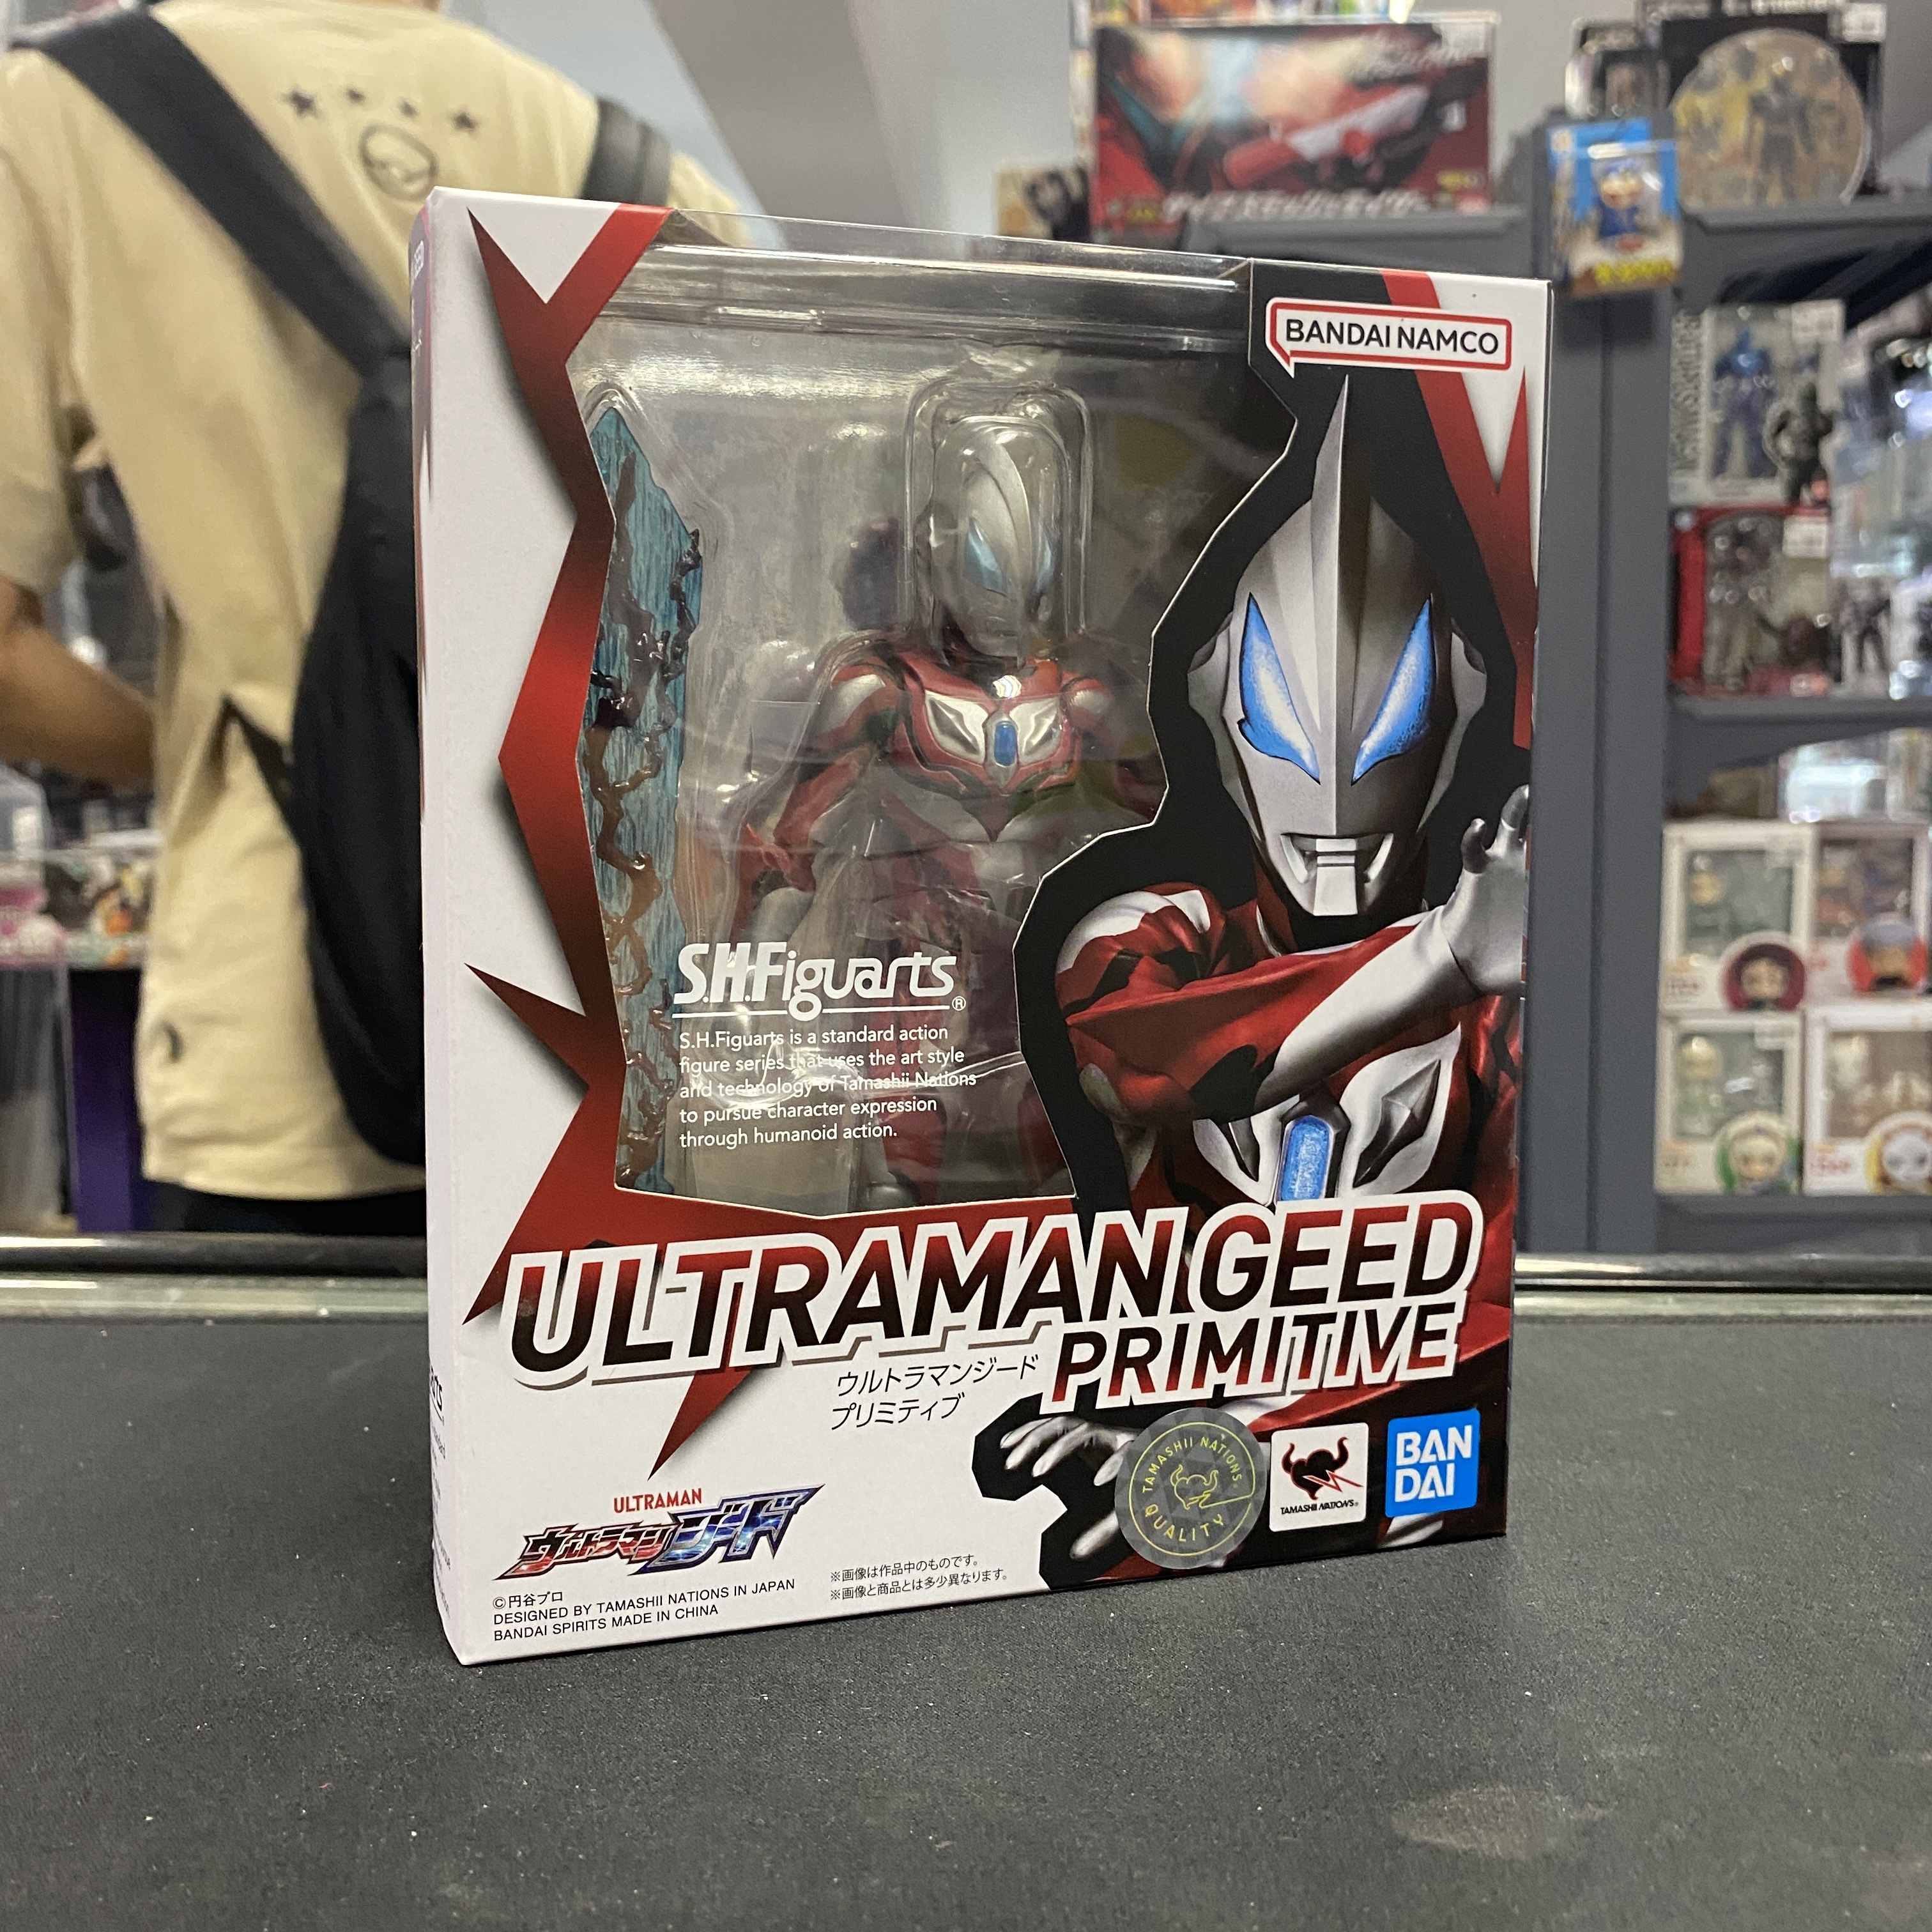 BANDAI NAMCO
S.H.Figuarts®
S.H.Figuarts is a standard action
figure series that uses the art style
and technology of Tamashii Nations
to pursue character expression
through humanoid action.
ULTRAMAN GEED
PRIMITIVE
ウルトラマンジード
プリミティブ
TAMASHII NATIONS
QUALITY
TAMASHII NATIONS®
BAN
DAI
ULTRAMAN
ウルトラマンジード
©円谷プロ
DESIGNED BY TAMASHII NATIONS IN JAPAN
BANDAI SPIRITS MADE IN CHINA
※画像は作品中のものです。
※画像と商品とは多少異なります。